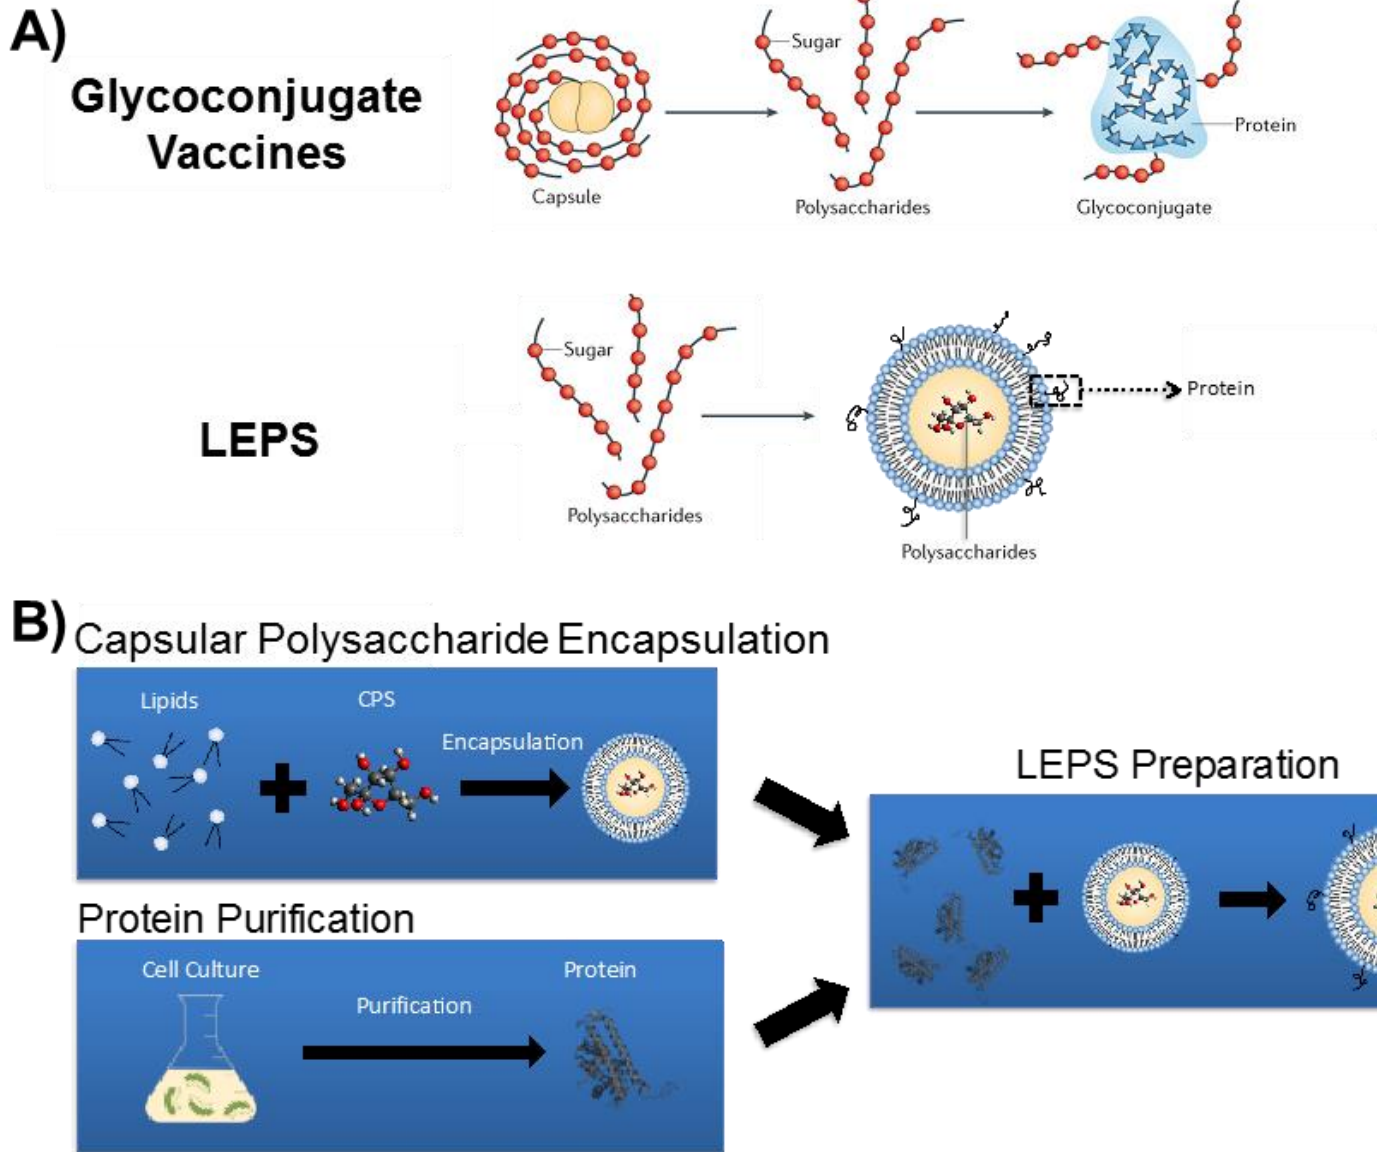 A)
Glycoconjugate
Vaccines
Capsule
Sugar
Polysaccharides
Protein
Glycoconjugate
LEPS
Sugar
Polysaccharides
Protein
Polysaccharides
B)
Capsular Polysaccharide Encapsulation
Lipids
CPS
Encapsulation
LEPS Preparation
Protein Purification
Cell Culture
Purification
Protein